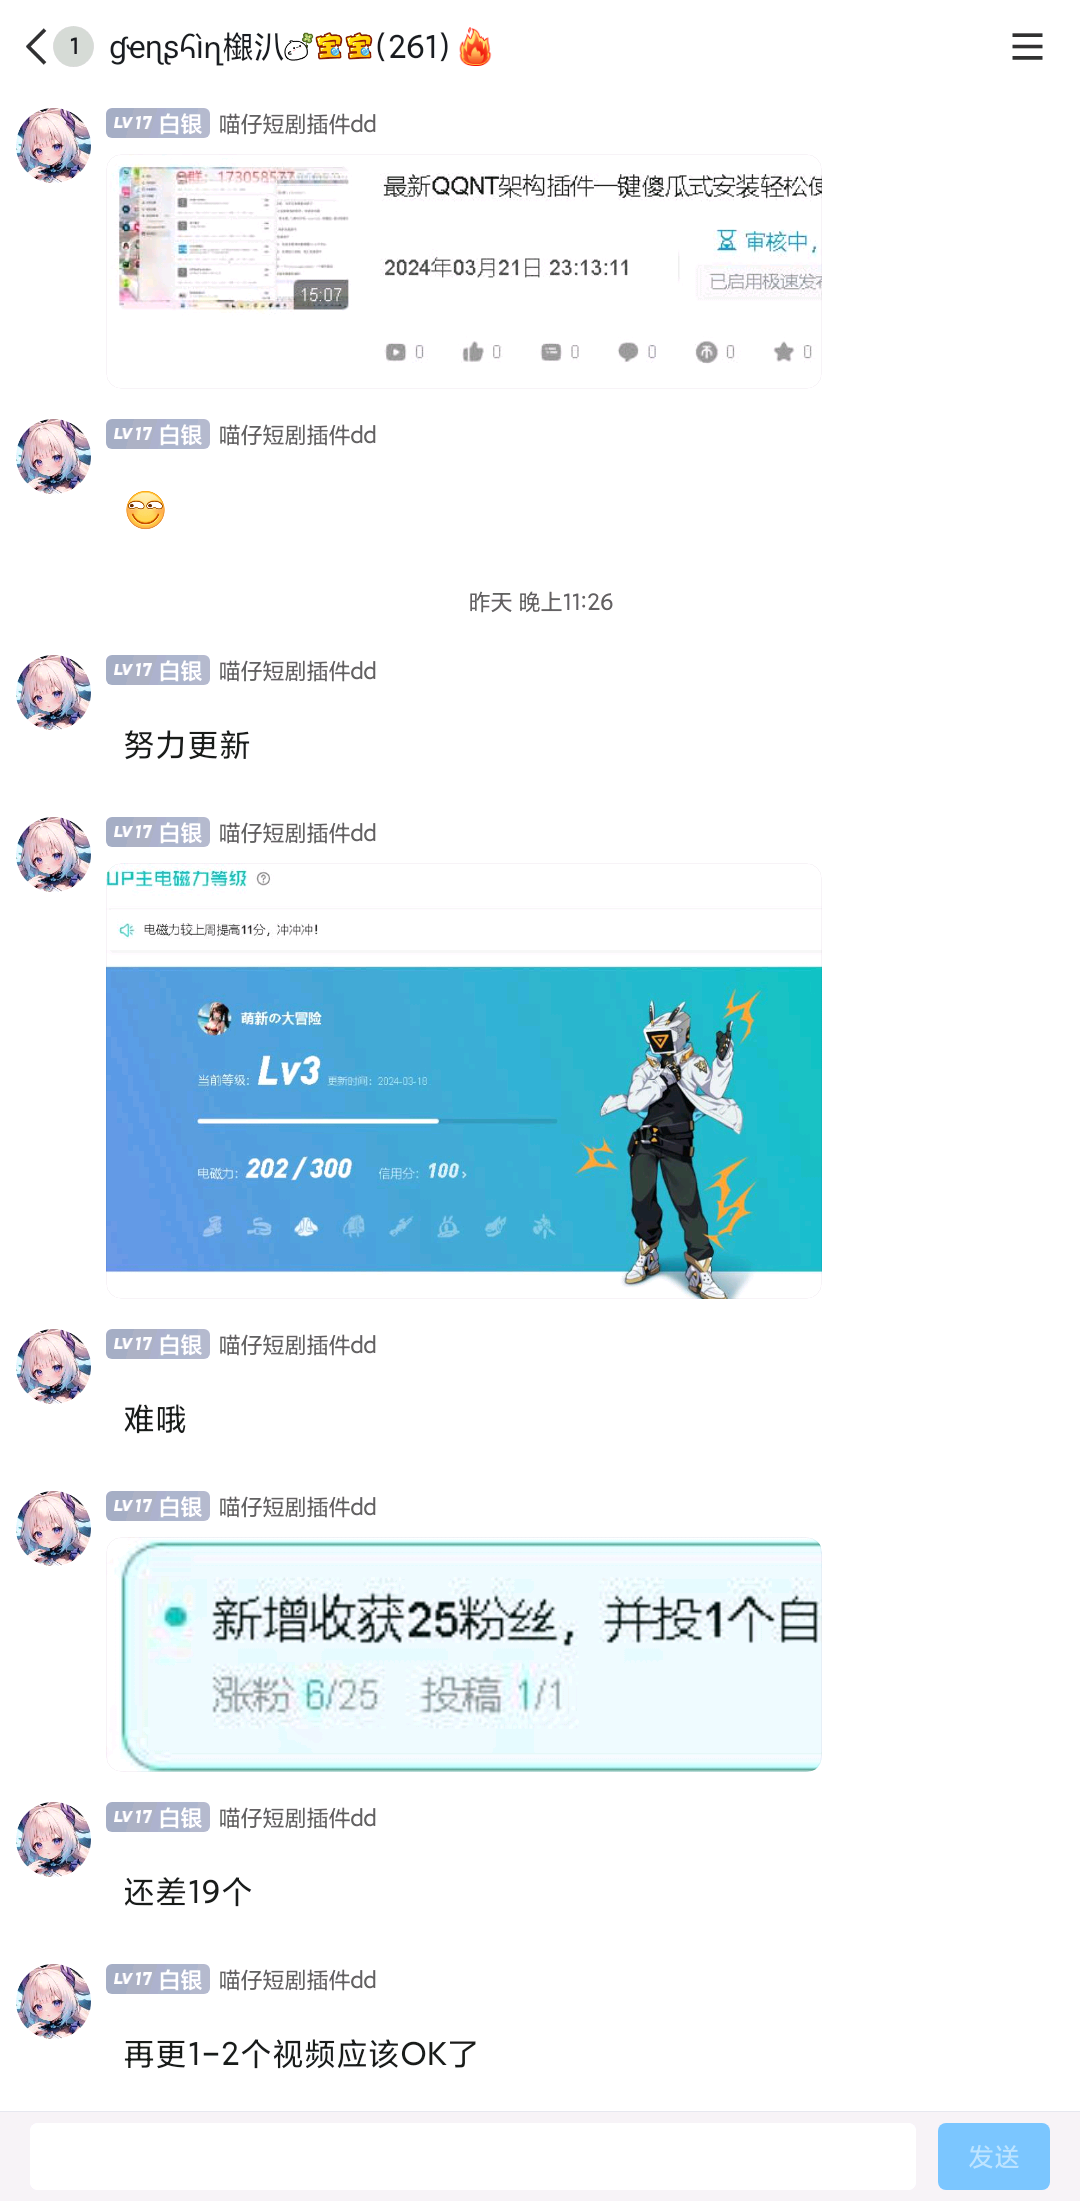 1
genshin橱汃宝宝(261)
LV17 白银 喵仔短剧插件dd
群: 173058577
最新QQNT架构插件一键傻瓜式安装轻松使
审核中,
2024年03月21日 23:13:11
已启用极速发布
15:07
0 0 0 0 0 0
LV17 白银 喵仔短剧插件dd
昨天 晚上11:26
LV17 白银 喵仔短剧插件dd
努力更新
LV17 白银 喵仔短剧插件dd
UP主电磁力等级
电磁力较上周提高11分，冲冲冲!
萌新の大冒险
当前等级: Lv3 更新时间: 2024-03-18
电磁力: 202 / 300 信用分: 100 ›
LV17 白银 喵仔短剧插件dd
难哦
LV17 白银 喵仔短剧插件dd
新增收获25粉丝，并投1个自
涨粉 6/25 投稿 1/1
LV17 白银 喵仔短剧插件dd
还差19个
LV17 白银 喵仔短剧插件dd
再更1-2个视频应该OK了
发送